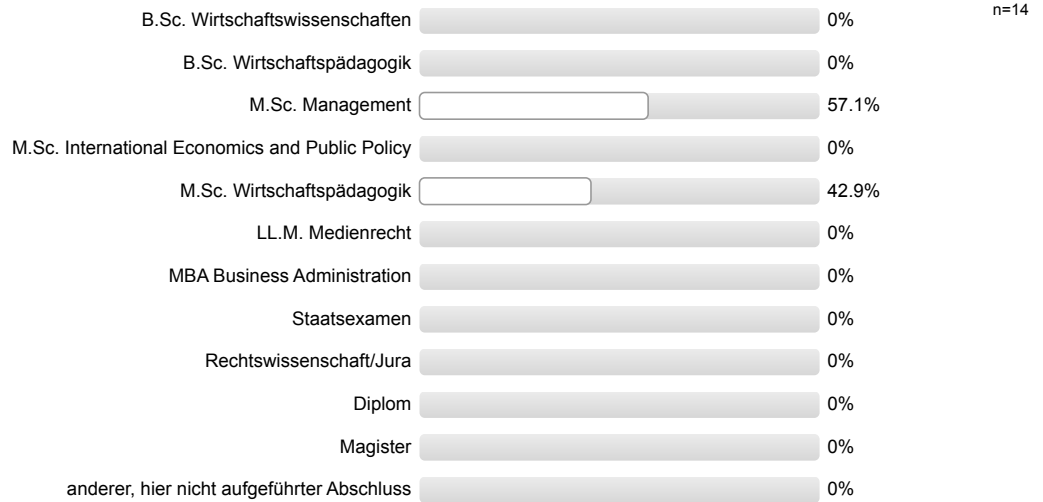 B.Sc. Wirtschaftswissenschaften 0% n=14
B.Sc. Wirtschaftspädagogik 0%
M.Sc. Management 57.1%
M.Sc. International Economics and Public Policy 0%
M.Sc. Wirtschaftspädagogik 42.9%
LL.M. Medienrecht 0%
MBA Business Administration 0%
Staatsexamen 0%
Rechtswissenschaft/Jura 0%
Diplom 0%
Magister 0%
anderer, hier nicht aufgeführter Abschluss 0%